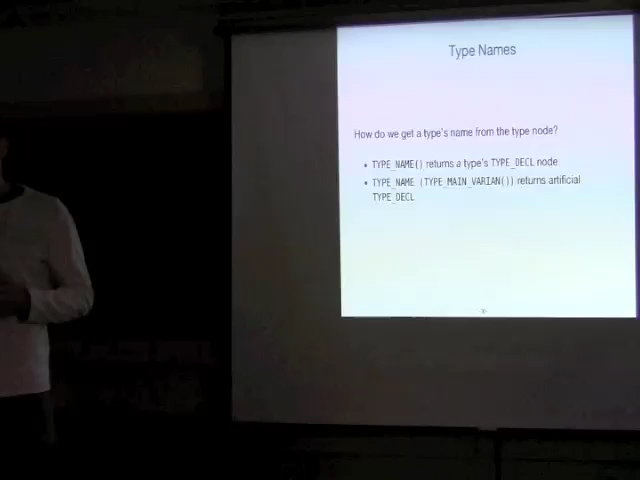 Type Names
How do we get a type's name from the type node?
• TYPE_NAME() returns a type's TYPE_DECL node
• TYPE_NAME (TYPE_MAIN_VARIAN()) returns artificial
TYPE_DECL